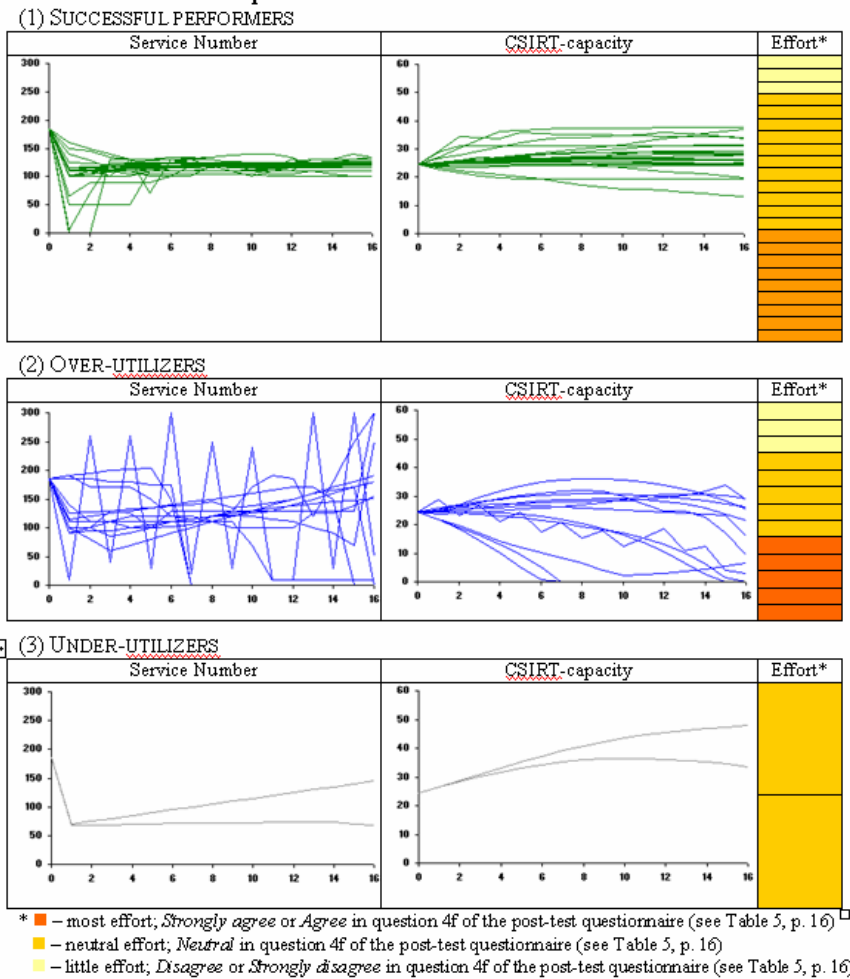 (1) SUCCESSFUL PERFORMERS
Service Number CSIRT-capacity Effort*
300 60
250 50
200 40
150 30
100 20
50 10
0 0
0 2 4 6 8 10 12 14 16 0 2 4 6 8 10 12 14 16
(2) OVER-UTILIZERS
Service Number CSIRT-capacity Effort*
300 60
250 50
200 40
150 30
100 20
50 10
0 0
0 2 4 6 8 10 12 14 16 0 2 4 6 8 10 12 14 16
(3) UNDER-UTILIZERS
Service Number CSIRT-capacity Effort*
300 60
250 50
200 40
150 30
100 20
50 10
0 0
0 2 4 6 8 10 12 14 16 0 2 4 6 8 10 12 14 16
* – most effort; Strongly agree or Agree in question 4f of the post-test questionnaire (see Table 5, p. 16)
– neutral effort; Neutral in question 4f of the post-test questionnaire (see Table 5, p. 16)
– little effort; Disagree or Strongly disagree in question 4f of the post-test questionnaire (see Table 5, p. 16